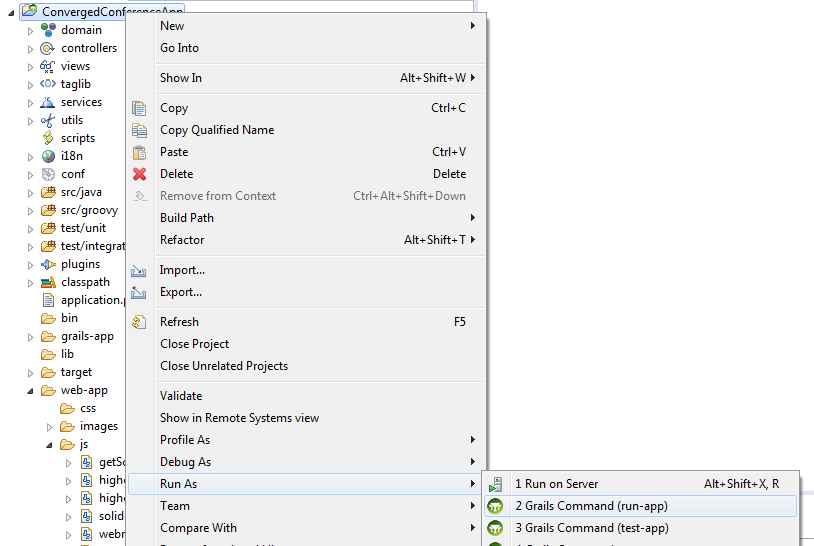 ConvergedConferenceApp
domain
controllers
views
taglib
services
utils
scripts
i18n
conf
src/java
src/groovy
test/unit
test/integrat
plugins
classpath
application.p
bin
grails-app
lib
target
web-app
css
images
js
getSc
highc
highc
solid
webr
New
Go Into
Show In Alt+Shift+W
Copy Ctrl+C
Copy Qualified Name
Paste Ctrl+V
Delete Delete
Remove from Context Ctrl+Alt+Shift+Down
Build Path
Refactor Alt+Shift+T
Import...
Export...
Refresh F5
Close Project
Close Unrelated Projects
Validate
Show in Remote Systems view
Profile As
Debug As
Run As
Team
Compare With
1 Run on Server Alt+Shift+X, R
2 Grails Command (run-app)
3 Grails Command (test-app)